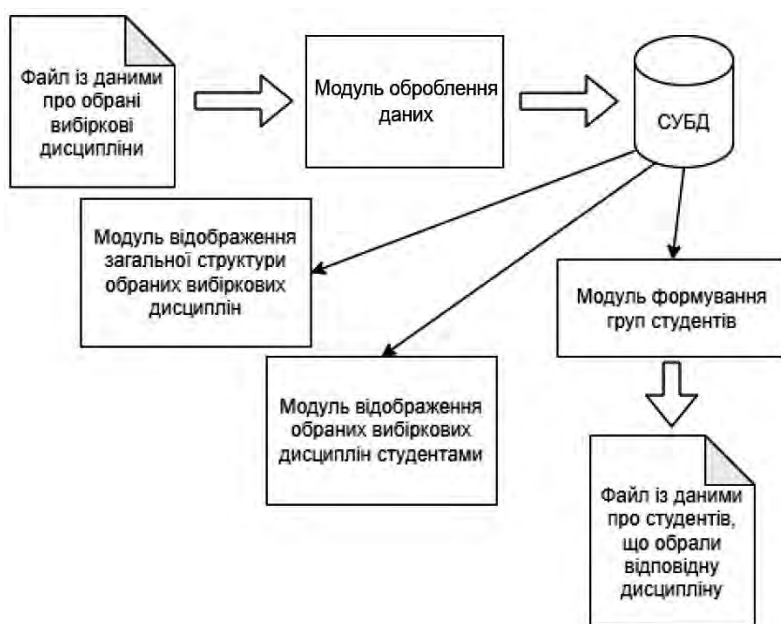 Файл із даними
про обрані
вибіркові
дисципліни
Модуль оброблення
даних
СУБД
Модуль відображення
загальної структури
обраних вибіркових
дисциплін
Модуль формування
груп студентів
Модуль відображення
обраних вибіркових
дисциплін студентами
Файл із даними
про студентів,
що обрали
відповідну
дисципліну